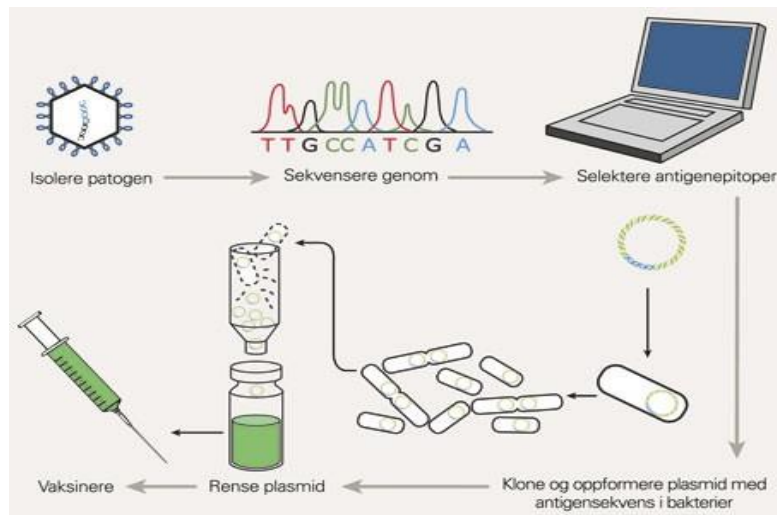 TTGCCATCGA
Isolere patogen
Sekvensere genom
Selektere antigenepitoper
Vaksinere
Rense plasmid
Klone og oppformere plasmid med
antigensekvens i bakterier